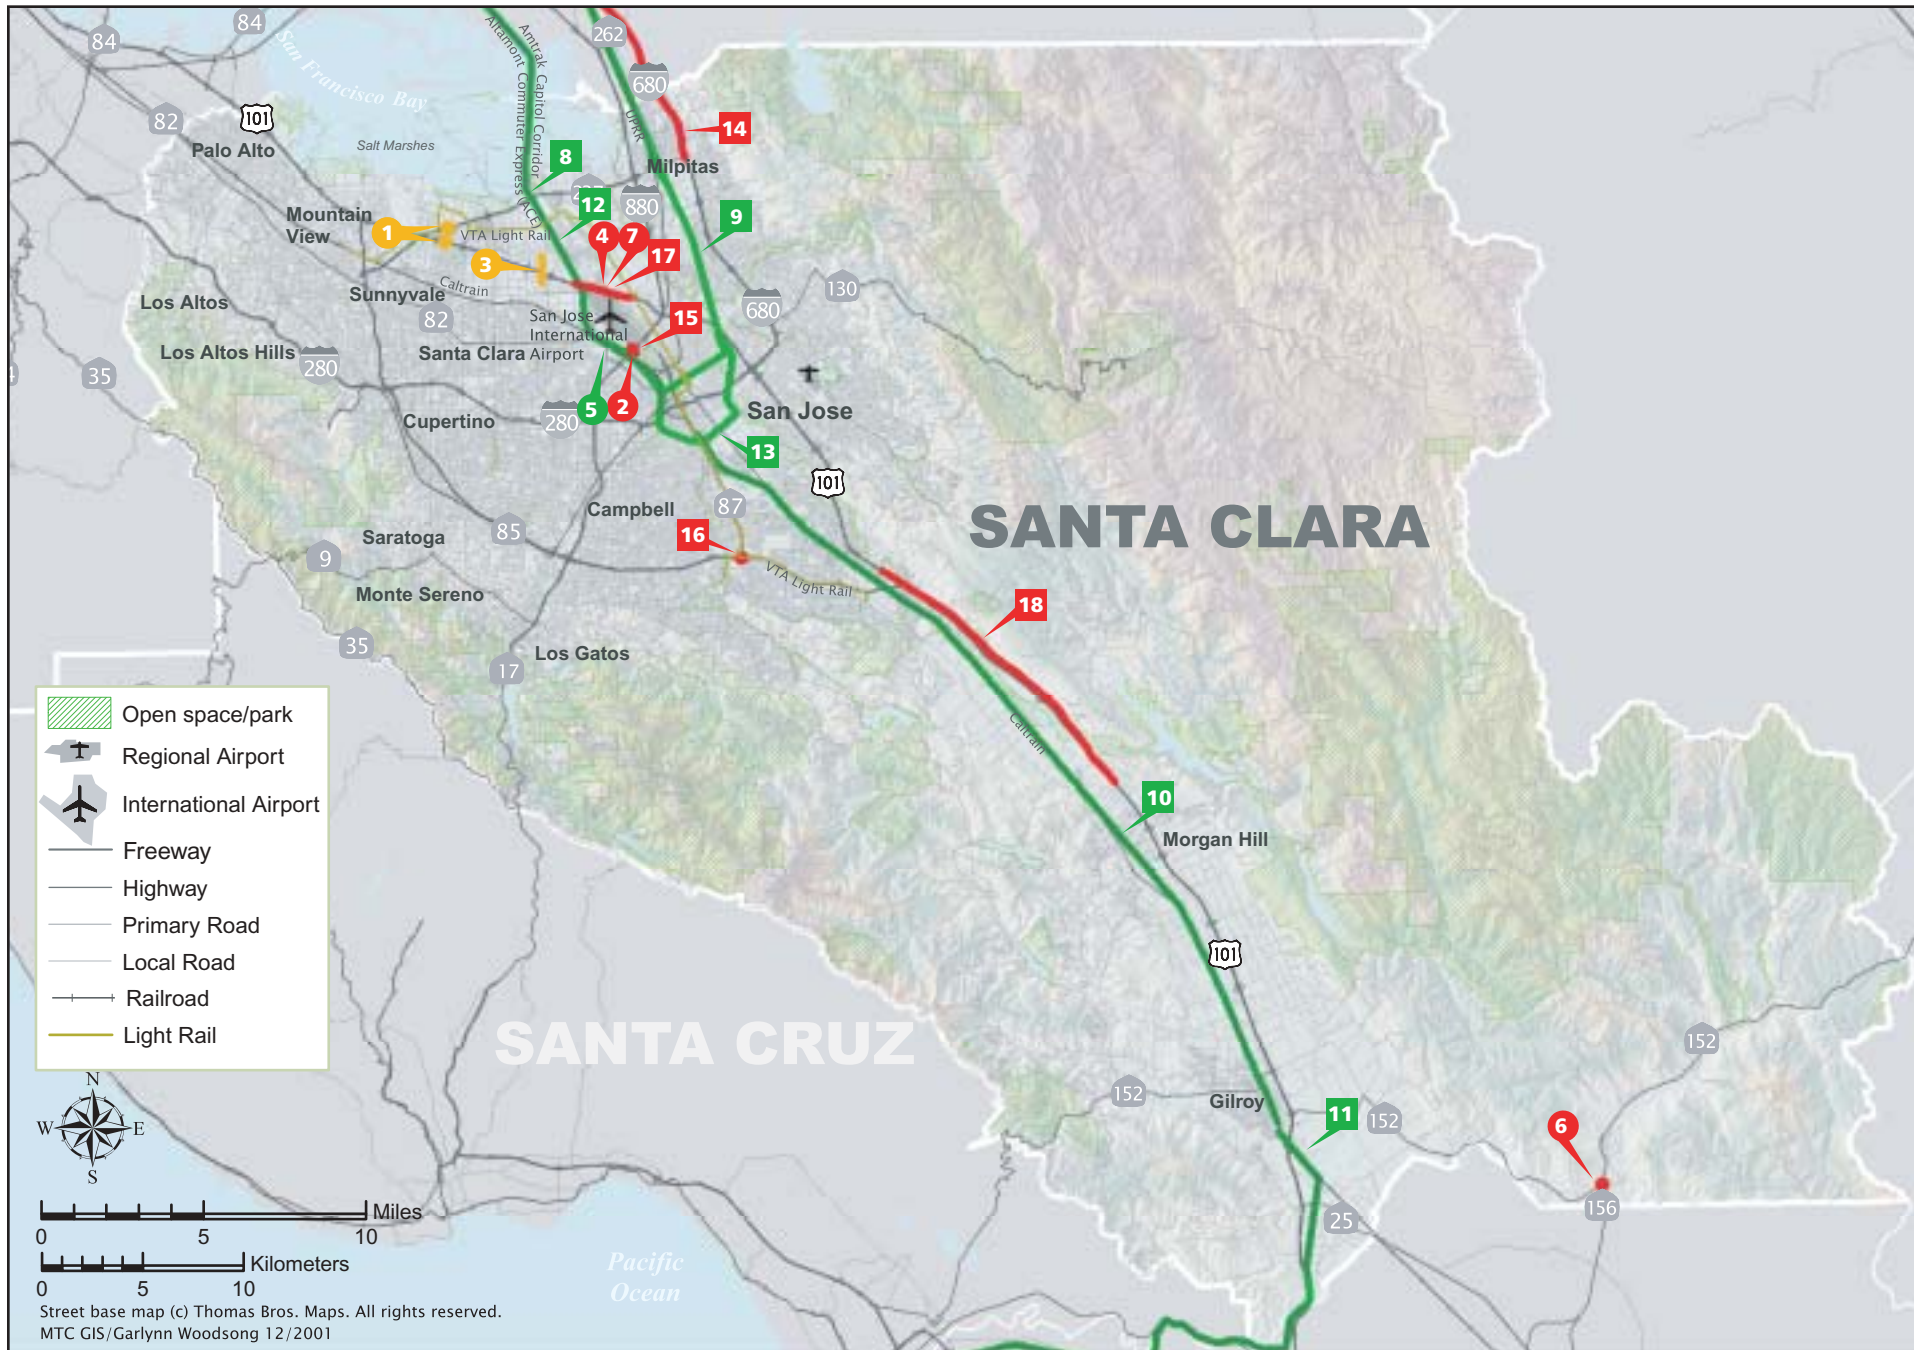 84
84
262
San Francisco Bay
Altamont Commuter Express (ACE)
Amtrak Capitol Corridor
680
82
101
UPRR
14
Palo Alto
Salt Marshes
8
Milpitas
237
12
880
9
Mountain
View
1
VTA Light Rail
4
7
17
3
Caltrain
130
Los Altos
Sunnyvale
82
680
San Jose
International
Airport
15
Los Altos Hills
280
Santa Clara
35
5
2
Cupertino
280
San Jose
13
101
Campbell
87
SANTA CLARA
85
Saratoga
16
9
VTA Light Rail
Monte Sereno
18
35
Los Gatos
17
Caltrain
Open space/park
Regional Airport
International Airport
Freeway
Highway
Primary Road
Local Road
Railroad
Light Rail
10
Morgan Hill
101
SANTA CRUZ
152
152
Gilroy
11
152
6
156
25
N
W
E
S
Miles
0
5
10
Kilometers
0
5
10
Pacific
Ocean
Street base map (c) Thomas Bros. Maps. All rights reserved.
MTC GIS/Garlynn Woodsong 12/2001